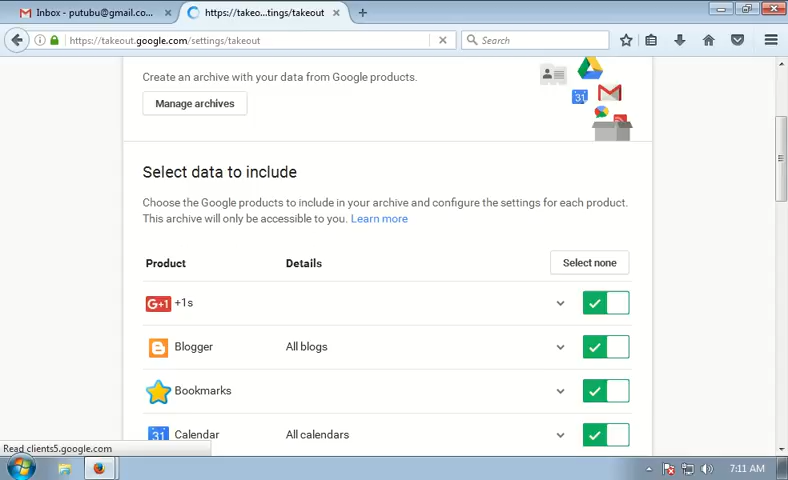 Inbox - putubu@gmail.co...
https://takeo...tings/takeout
https://takeout.google.com/settings/takeout
Search
Create an archive with your data from Google products.
Manage archives
31
Select data to include
Choose the Google products to include in your archive and configure the settings for each product.
This archive will only be accessible to you. Learn more
Product Details Select none
G+1 +1s
Blogger All blogs
Bookmarks
31 Calendar All calendars
Read clients5.google.com
7:11 AM